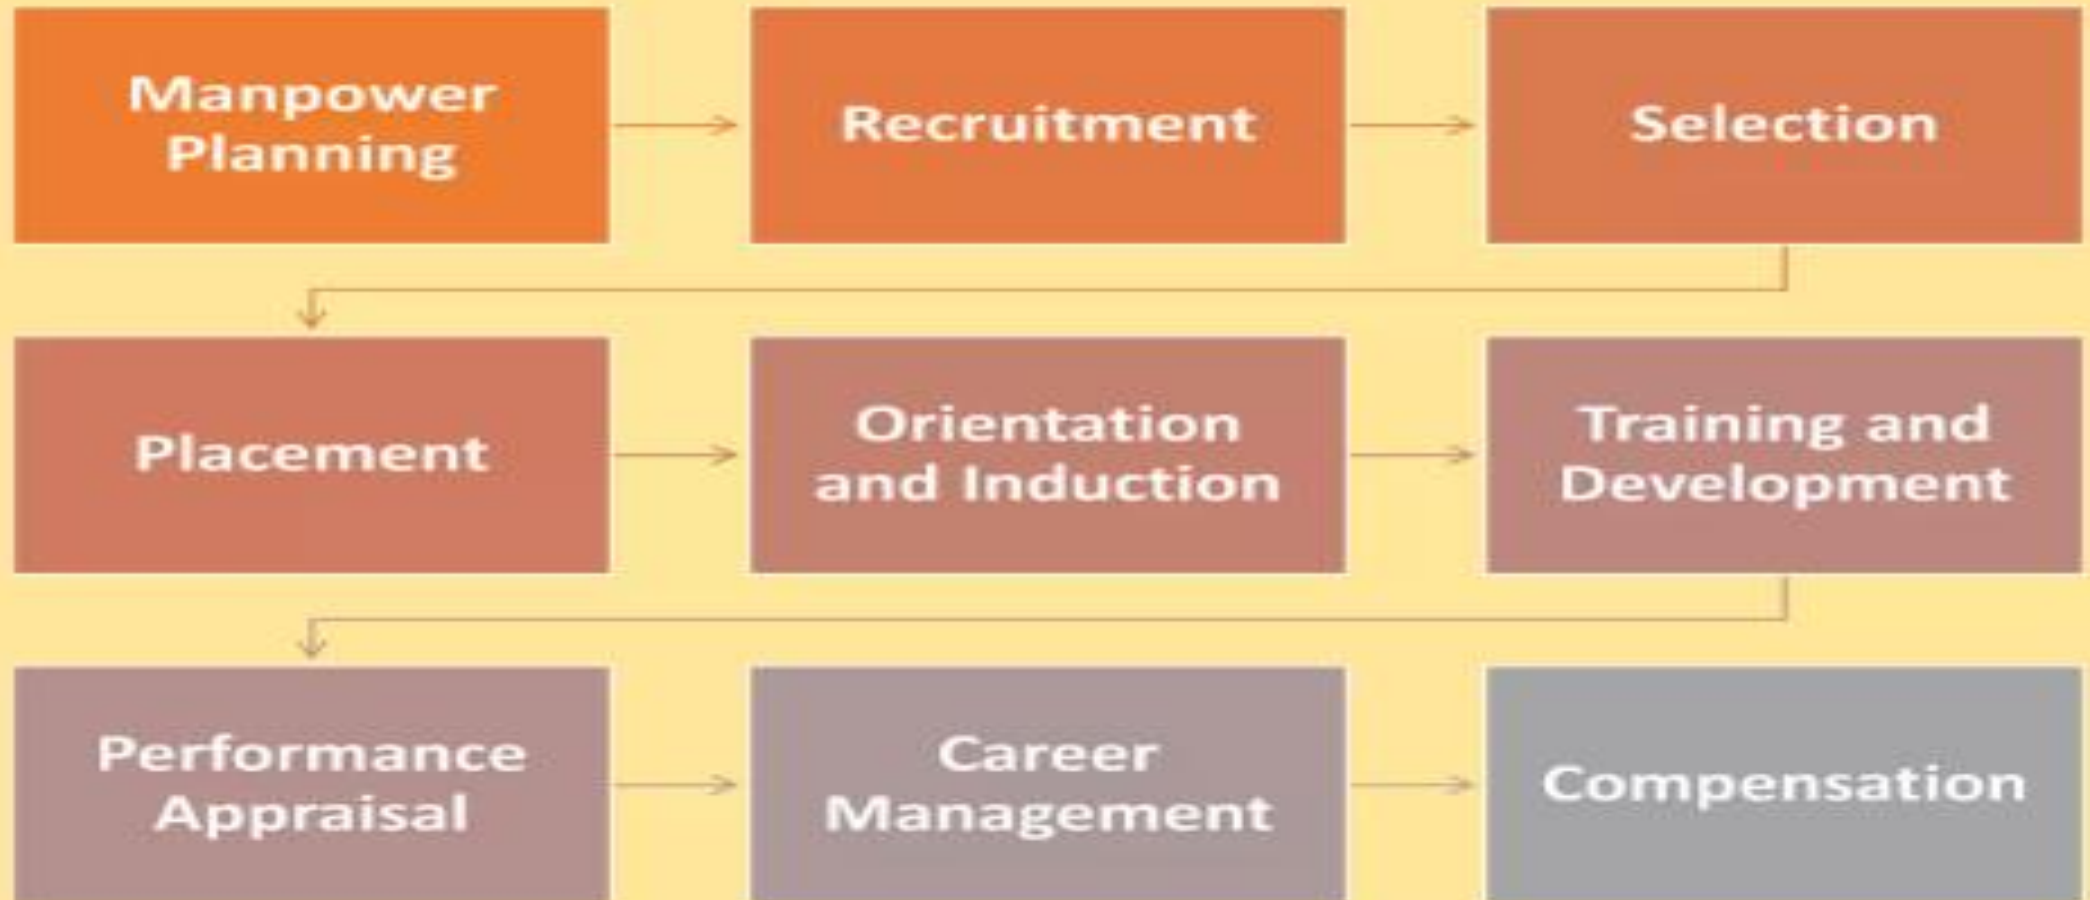 Manpower
Planning
Recruitment
Selection
Placement
Orientation
and Induction
Training and
Development
Performance
Appraisal
Career
Management
Compensation